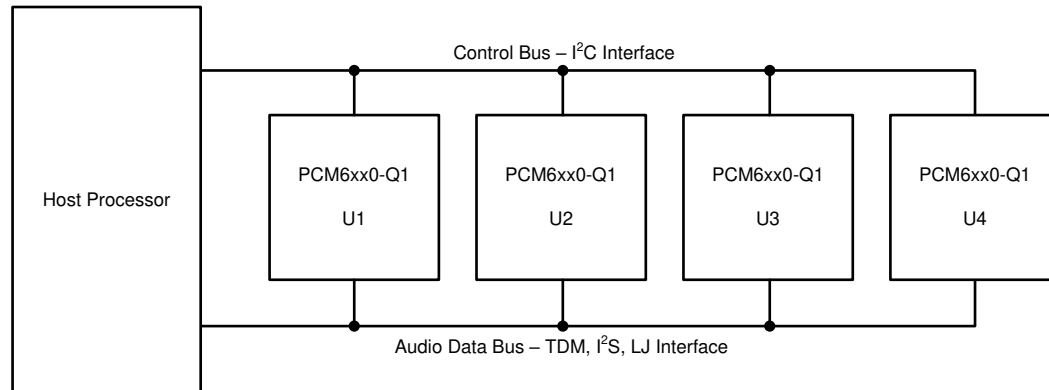 Control Bus – I²C Interface
Host Processor
PCM6xx0-Q1
U1
PCM6xx0-Q1
U2
PCM6xx0-Q1
U3
PCM6xx0-Q1
U4
Audio Data Bus – TDM, I²S, LJ Interface